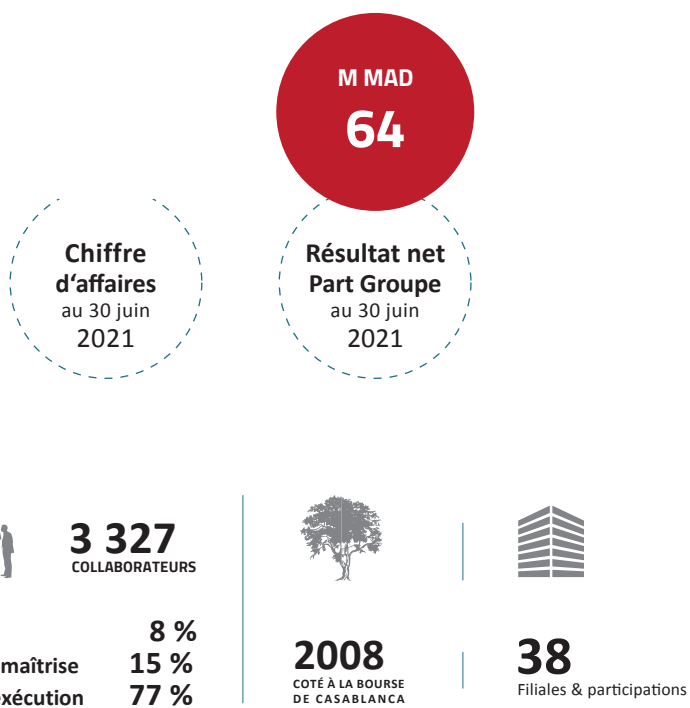 M MAD
64
Chiffre
d'affaires
au 30 juin
2021
Résultat net
Part Groupe
au 30 juin
2021
3 327
COLLABORATEURS
8 %
maîtrise 15 %
exécution 77 %
2008
COTÉ À LA BOURSE
DE CASABLANCA
38
Filiales & participations